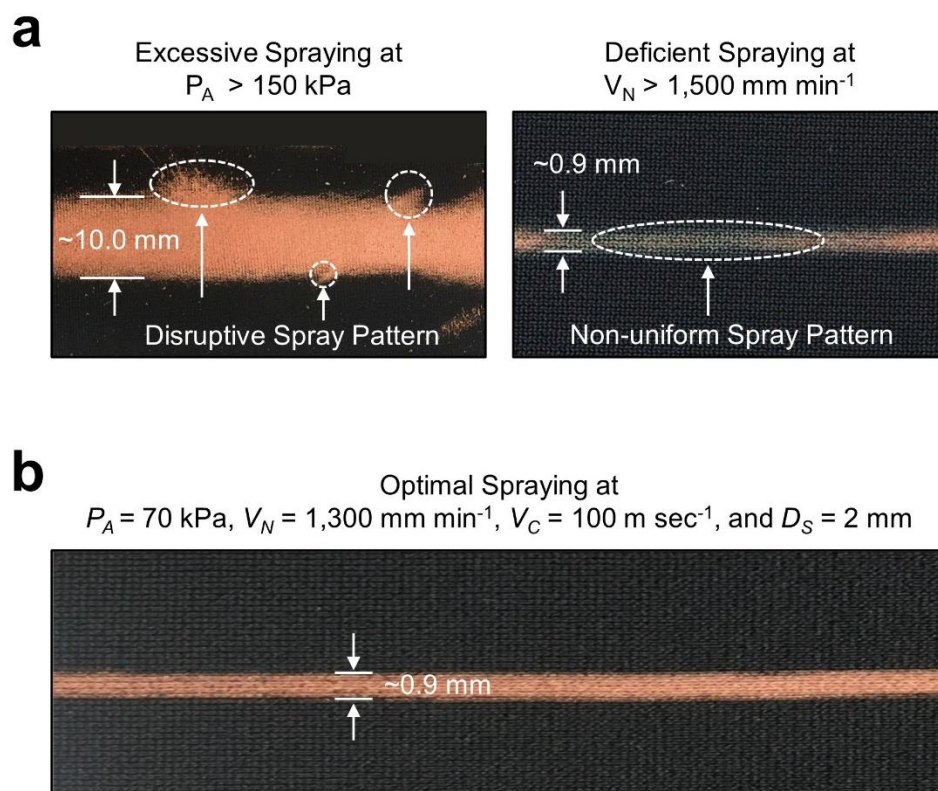 a
Excessive Spraying at
P_A > 150 kPa
Deficient Spraying at
V_N > 1,500 mm min⁻¹
~10.0 mm
Disruptive Spray Pattern
~0.9 mm
Non-uniform Spray Pattern
b
Optimal Spraying at
P_A = 70 kPa, V_N = 1,300 mm min⁻¹, V_C = 100 m sec⁻¹, and D_S = 2 mm
~0.9 mm